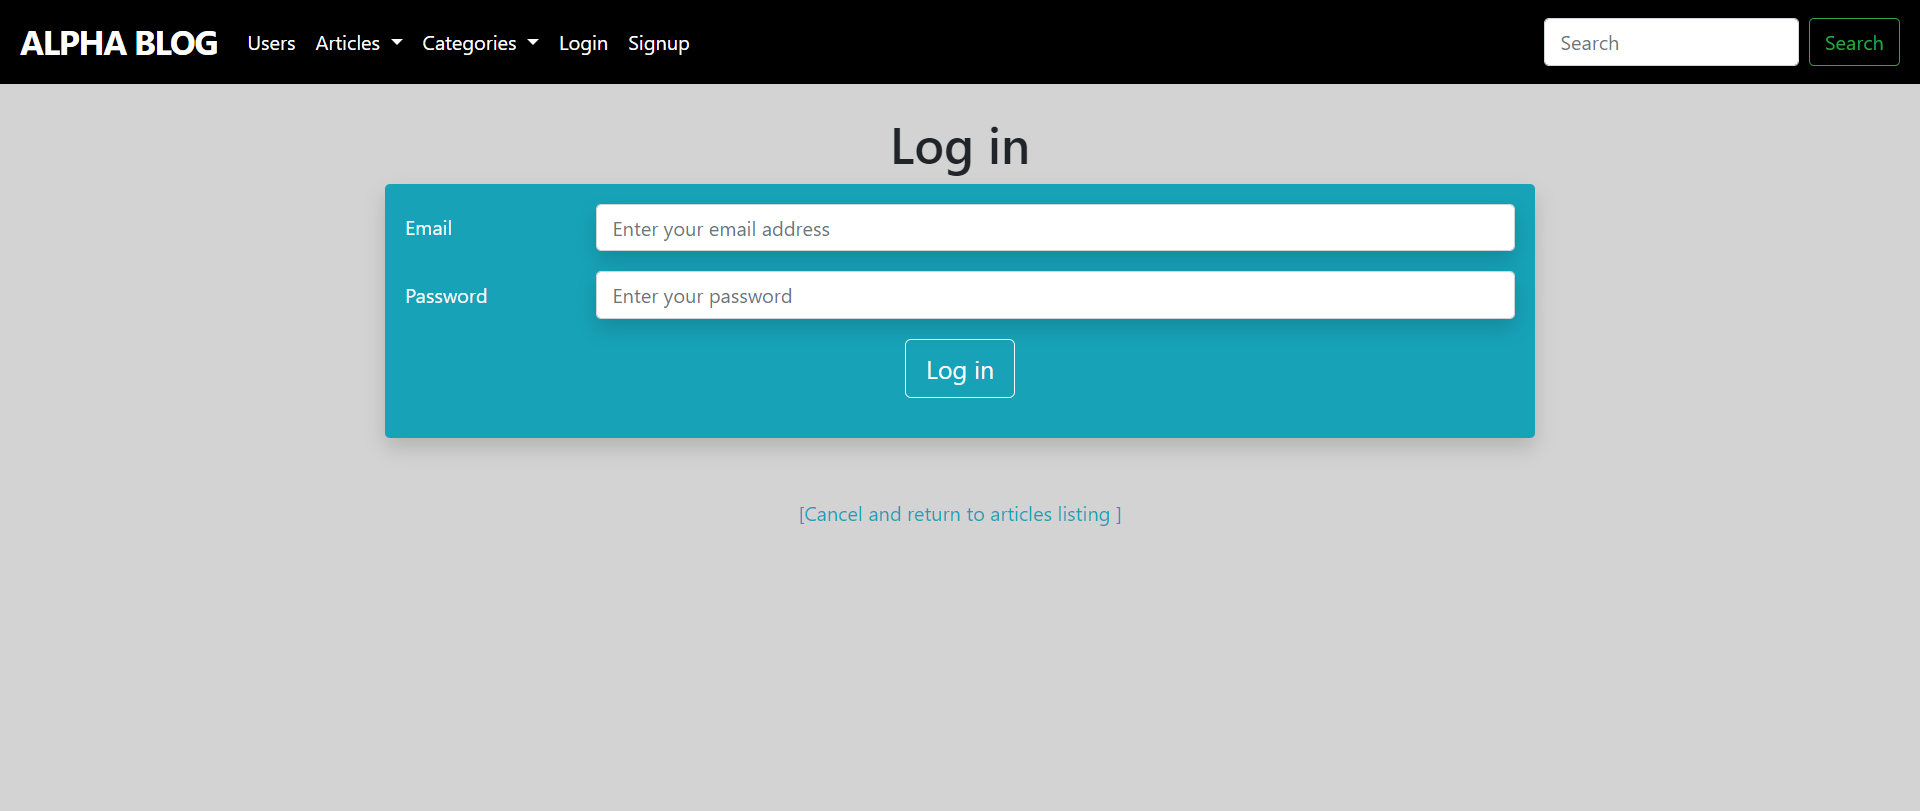 ALPHA BLOG Users Articles Categories Login Signup Search Search
Log in
Email Enter your email address
Password Enter your password
Log in
[Cancel and return to articles listing ]